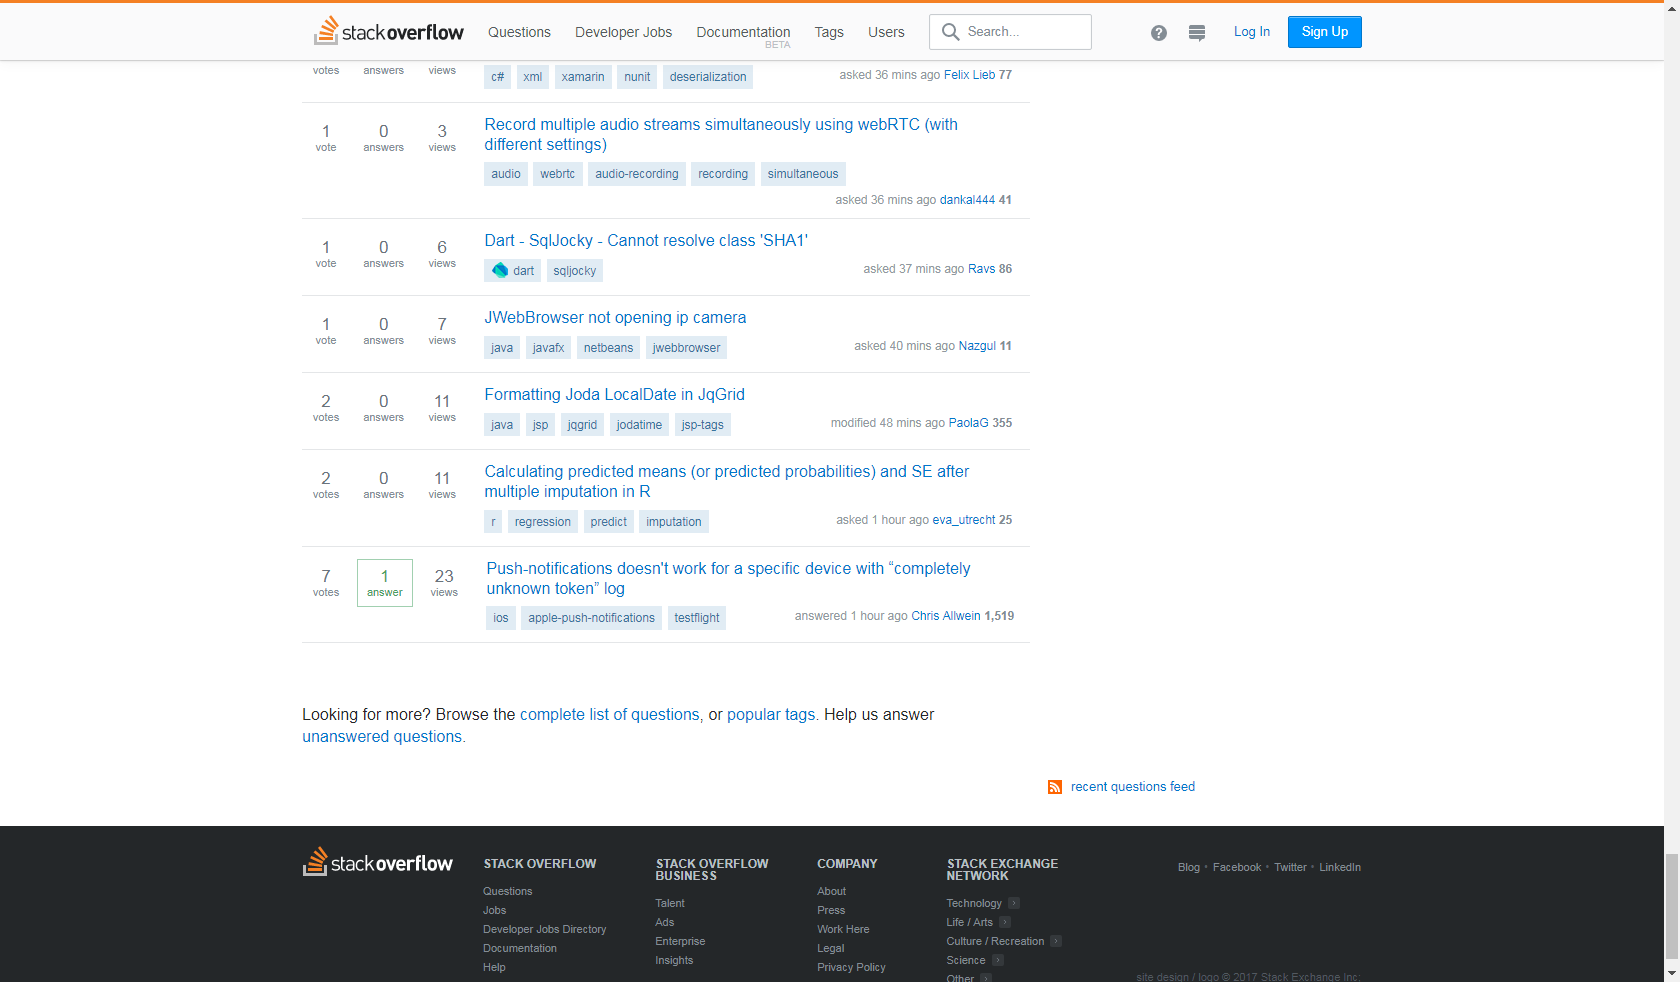 stackoverflow Questions Developer Jobs Documentation BETA Tags Users Search... Log In Sign Up
votes answers views c# xml xamarin nunit deserialization asked 36 mins ago Felix Lieb 77
1 vote 0 answers 3 views
Record multiple audio streams simultaneously using webRTC (with
different settings)
audio webrtc audio-recording recording simultaneous
asked 36 mins ago dankal444 41
1 vote 0 answers 6 views
Dart - SqlJocky - Cannot resolve class 'SHA1'
dart sqljocky asked 37 mins ago Ravs 86
1 vote 0 answers 7 views
JWebBrowser not opening ip camera
java javafx netbeans jwebbrowser asked 40 mins ago Nazgul 11
2 votes 0 answers 11 views
Formatting Joda LocalDate in JqGrid
java jsp jqgrid jodatime jsp-tags modified 48 mins ago PaolaG 355
2 votes 0 answers 11 views
Calculating predicted means (or predicted probabilities) and SE after
multiple imputation in R
r regression predict imputation asked 1 hour ago eva_utrecht 25
7 votes 1 answer 23 views
Push-notifications doesn't work for a specific device with “completely
unknown token” log
ios apple-push-notifications testflight answered 1 hour ago Chris Allwein 1,519
Looking for more? Browse the complete list of questions, or popular tags. Help us answer
unanswered questions.
recent questions feed
stackoverflow
STACK OVERFLOW
Questions
Jobs
Developer Jobs Directory
Documentation
Help
STACK OVERFLOW
BUSINESS
Talent
Ads
Enterprise
Insights
COMPANY
About
Press
Work Here
Legal
Privacy Policy
STACK EXCHANGE
NETWORK
Technology
Life / Arts
Culture / Recreation
Science
Other
Blog • Facebook • Twitter • LinkedIn
site design / logo © 2017 Stack Exchange Inc;